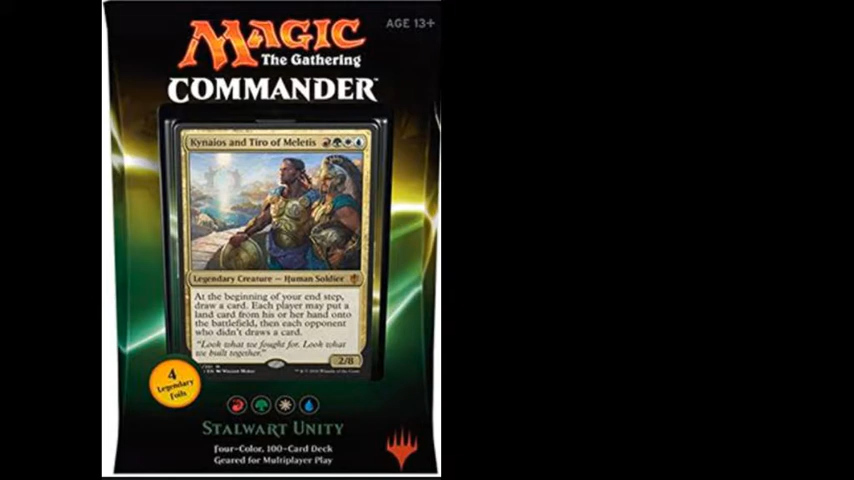 MAGIC
The Gathering
AGE 13+
COMMANDER™
Kynaios and Tiro of Meletis
Legendary Creature — Human Soldier
At the beginning of your end step,
draw a card. Each player may put a
land card from his or her hand onto
the battlefield, then each opponent
who didn't draws a card.
"Look what we fought for. Look what
we built together."
2/8
4
Legendary
Foils
STALWART UNITY
Four-Color, 100-Card Deck
Geared for Multiplayer Play